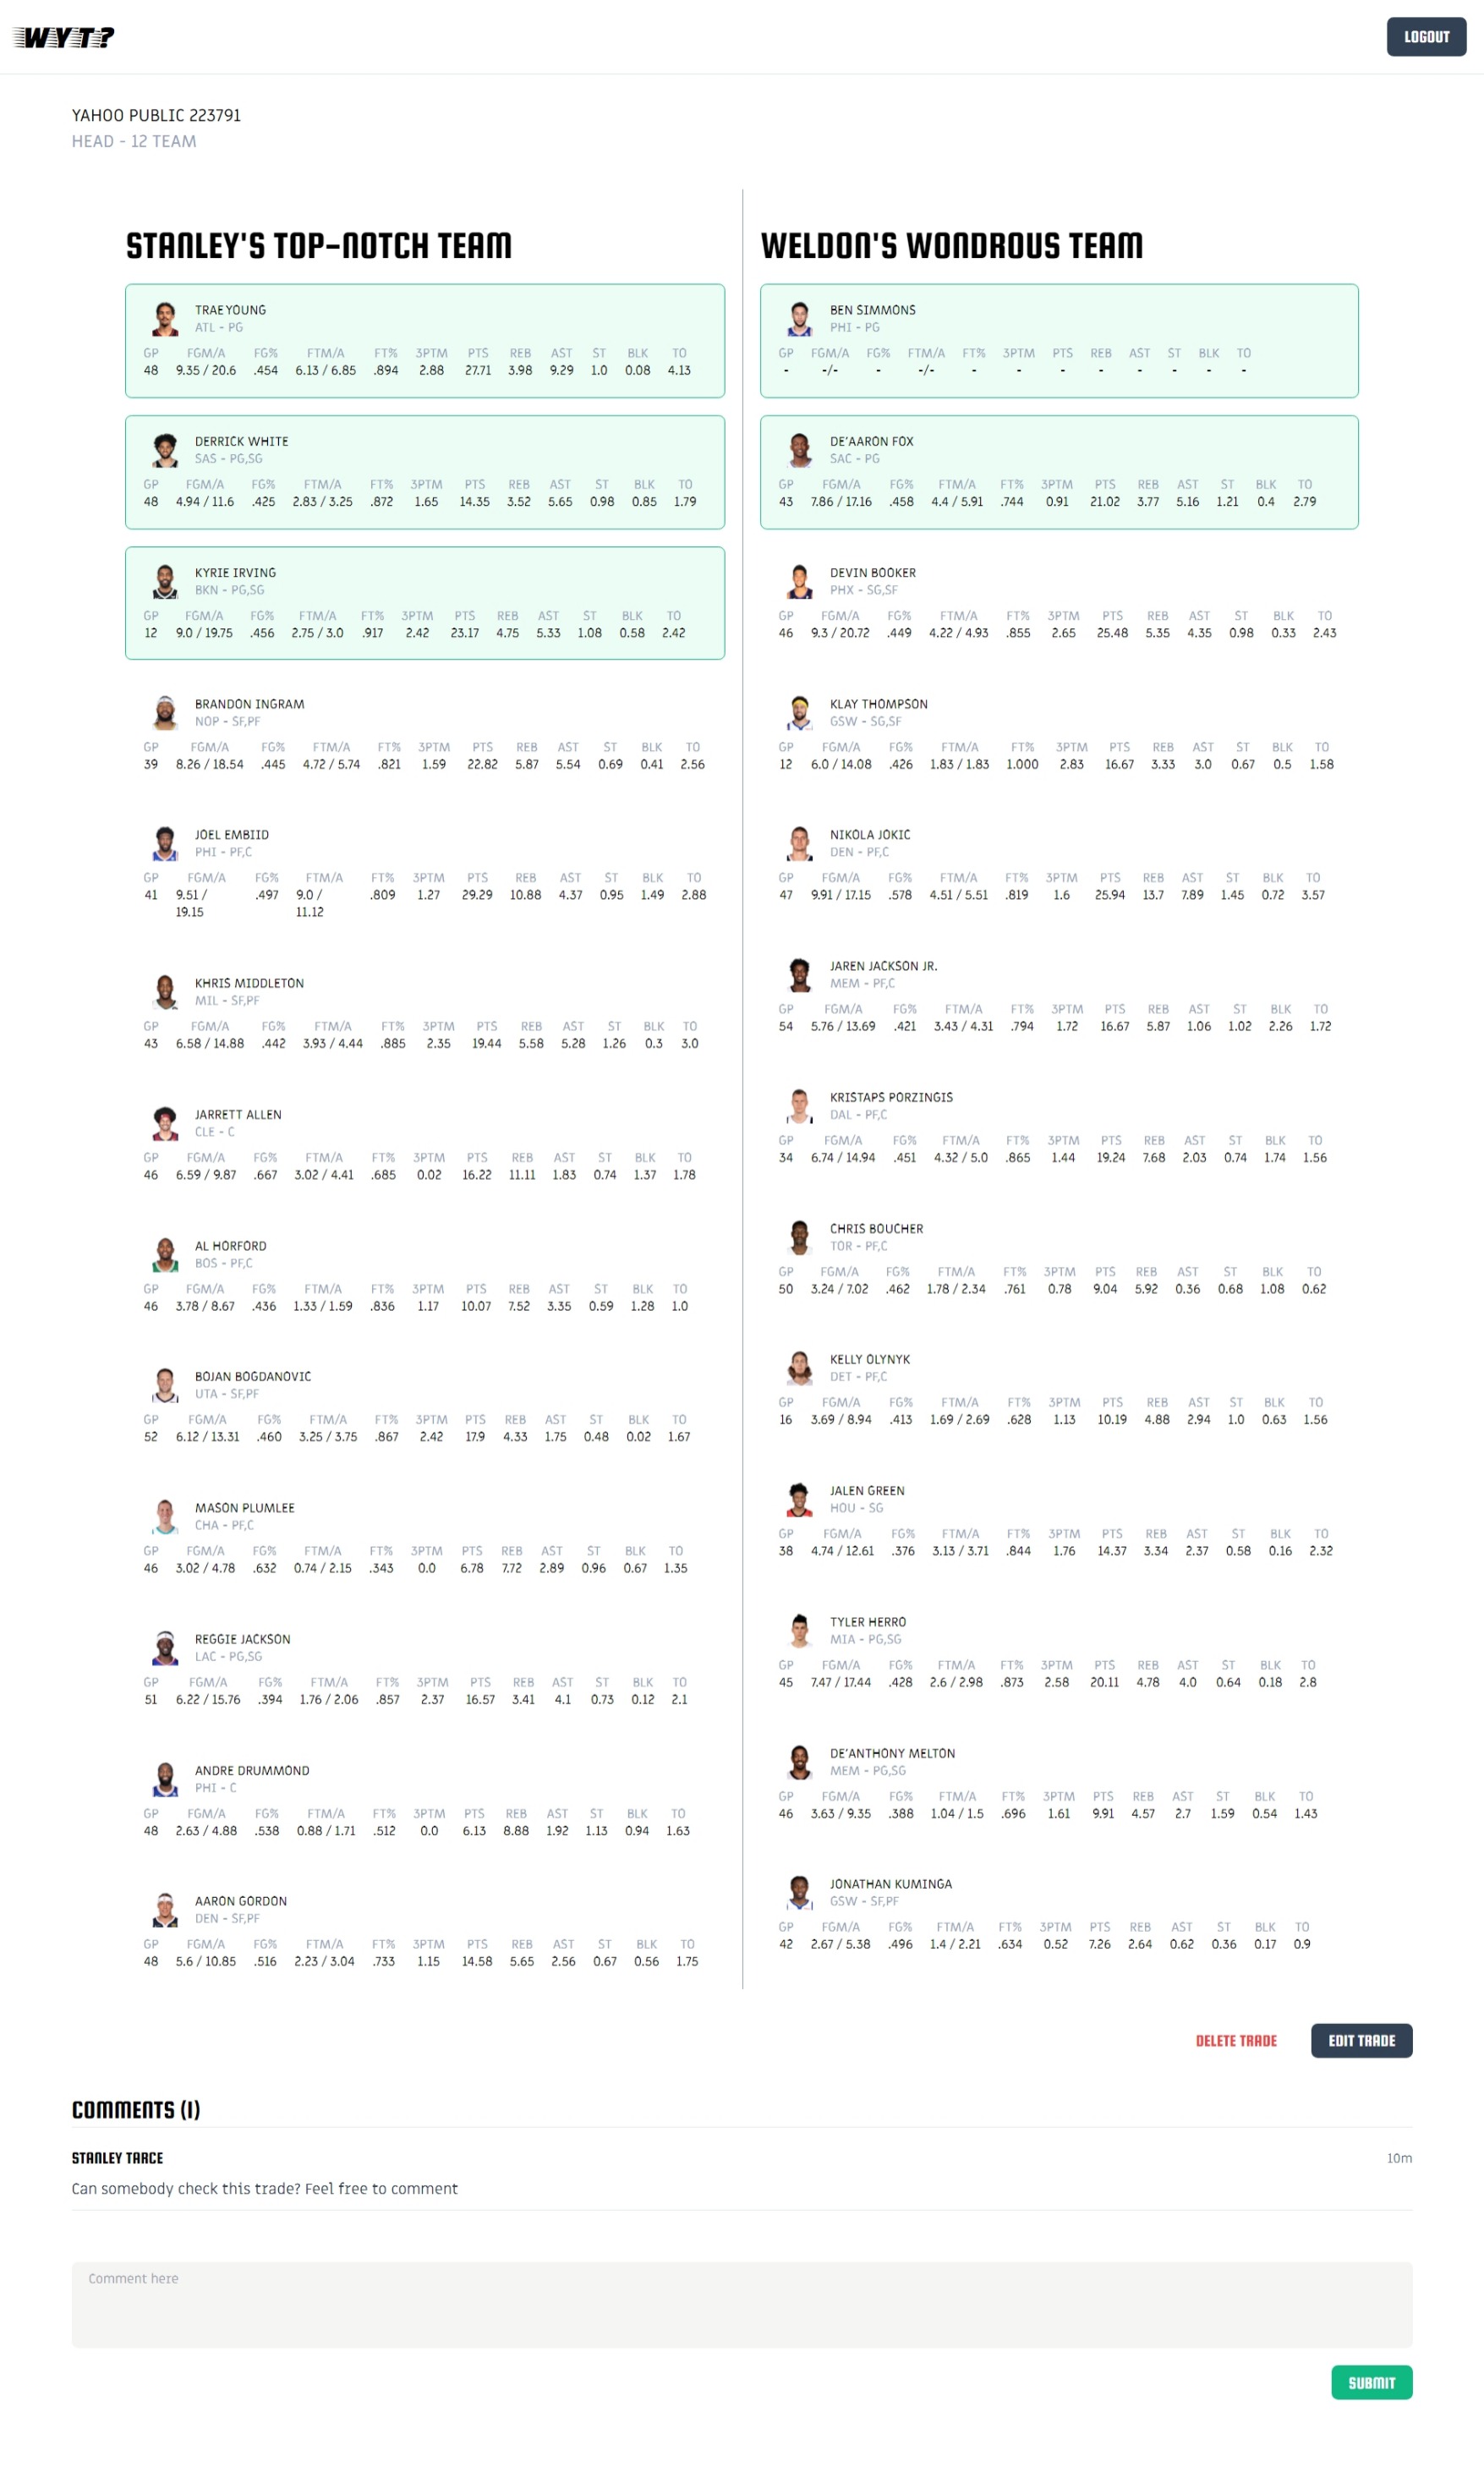 WYT?
LOGOUT
YAHOO PUBLIC 223791
HEAD - 12 TEAM
STANLEY'S TOP-NOTCH TEAM
TRAE YOUNG
ATL - PG
GP FGM/A FG% FTM/A FT% 3PTM PTS REB AST ST BLK TO
48 9.35 / 20.6 .454 6.13 / 6.85 .894 2.88 27.71 3.98 9.29 1.0 0.08 4.13
DERRICK WHITE
SAS - PG,SG
GP FGM/A FG% FTM/A FT% 3PTM PTS REB AST ST BLK TO
48 4.94 / 11.6 .425 2.83 / 3.25 .872 1.65 14.35 3.52 5.65 0.98 0.85 1.79
KYRIE IRVING
BKN - PG,SG
GP FGM/A FG% FTM/A FT% 3PTM PTS REB AST ST BLK TO
12 9.0 / 19.75 .456 2.75 / 3.0 .917 2.42 23.17 4.75 5.33 1.08 0.58 2.42
BRANDON INGRAM
NOP - SF,PF
GP FGM/A FG% FTM/A FT% 3PTM PTS REB AST ST BLK TO
39 8.26 / 18.54 .445 4.72 / 5.74 .821 1.59 22.82 5.87 5.54 0.69 0.41 2.56
JOEL EMBIID
PHI - PF,C
GP FGM/A FG% FTM/A FT% 3PTM PTS REB AST ST BLK TO
41 9.51 / .497 9.0 / .809 1.27 29.29 10.88 4.37 0.95 1.49 2.88
19.15 11.12
KHRIS MIDDLETON
MIL - SF,PF
GP FGM/A FG% FTM/A FT% 3PTM PTS REB AST ST BLK TO
43 6.58 / 14.88 .442 3.93 / 4.44 .885 2.35 19.44 5.58 5.28 1.26 0.3 3.0
JARRETT ALLEN
CLE - C
GP FGM/A FG% FTM/A FT% 3PTM PTS REB AST ST BLK TO
46 6.59 / 9.87 .667 3.02 / 4.41 .685 0.02 16.22 11.11 1.83 0.74 1.37 1.78
AL HORFORD
BOS - PF,C
GP FGM/A FG% FTM/A FT% 3PTM PTS REB AST ST BLK TO
46 3.78 / 8.67 .436 1.33 / 1.59 .836 1.17 10.07 7.52 3.35 0.59 1.28 1.0
BOJAN BOGDANOVIC
UTA - SF,PF
GP FGM/A FG% FTM/A FT% 3PTM PTS REB AST ST BLK TO
52 6.12 / 13.31 .460 3.25 / 3.75 .867 2.42 17.9 4.33 1.75 0.48 0.02 1.67
MASON PLUMLEE
CHA - PF,C
GP FGM/A FG% FTM/A FT% 3PTM PTS REB AST ST BLK TO
46 3.02 / 4.78 .632 0.74 / 2.15 .343 0.0 6.78 7.72 2.89 0.96 0.67 1.35
REGGIE JACKSON
LAC - PG,SG
GP FGM/A FG% FTM/A FT% 3PTM PTS REB AST ST BLK TO
51 6.22 / 15.76 .394 1.76 / 2.06 .857 2.37 16.57 3.41 4.1 0.73 0.12 2.1
ANDRE DRUMMOND
PHI - C
GP FGM/A FG% FTM/A FT% 3PTM PTS REB AST ST BLK TO
48 2.63 / 4.88 .538 0.88 / 1.71 .512 0.0 6.13 8.88 1.92 1.13 0.94 1.63
AARON GORDON
DEN - SF,PF
GP FGM/A FG% FTM/A FT% 3PTM PTS REB AST ST BLK TO
48 5.6 / 10.85 .516 2.23 / 3.04 .733 1.15 14.58 5.65 2.56 0.67 0.56 1.75
WELDON'S WONDROUS TEAM
BEN SIMMONS
PHI - PG
GP FGM/A FG% FTM/A FT% 3PTM PTS REB AST ST BLK TO
- -/- - -/- - - - - - - - -
DE'AARON FOX
SAC - PG
GP FGM/A FG% FTM/A FT% 3PTM PTS REB AST ST BLK TO
43 7.86 / 17.16 .458 4.4 / 5.91 .744 0.91 21.02 3.77 5.16 1.21 0.4 2.79
DEVIN BOOKER
PHX - SG,SF
GP FGM/A FG% FTM/A FT% 3PTM PTS REB AST ST BLK TO
46 9.3 / 20.72 .449 4.22 / 4.93 .855 2.65 25.48 5.35 4.35 0.98 0.33 2.43
KLAY THOMPSON
GSW - SG,SF
GP FGM/A FG% FTM/A FT% 3PTM PTS REB AST ST BLK TO
12 6.0 / 14.08 .426 1.83 / 1.83 1.000 2.83 16.67 3.33 3.0 0.67 0.5 1.58
NIKOLA JOKIC
DEN - PF,C
GP FGM/A FG% FTM/A FT% 3PTM PTS REB AST ST BLK TO
47 9.91 / 17.15 .578 4.51 / 5.51 .819 1.6 25.94 13.7 7.89 1.45 0.72 3.57
JAREN JACKSON JR.
MEM - PF,C
GP FGM/A FG% FTM/A FT% 3PTM PTS REB AST ST BLK TO
54 5.76 / 13.69 .421 3.43 / 4.31 .794 1.72 16.67 5.87 1.06 1.02 2.26 1.72
KRISTAPS PORZINGIS
DAL - PF,C
GP FGM/A FG% FTM/A FT% 3PTM PTS REB AST ST BLK TO
34 6.74 / 14.94 .451 4.32 / 5.0 .865 1.44 19.24 7.68 2.03 0.74 1.74 1.56
CHRIS BOUCHER
TOR - PF,C
GP FGM/A FG% FTM/A FT% 3PTM PTS REB AST ST BLK TO
50 3.24 / 7.02 .462 1.78 / 2.34 .761 0.78 9.04 5.92 0.36 0.68 1.08 0.62
KELLY OLYNYK
DET - PF,C
GP FGM/A FG% FTM/A FT% 3PTM PTS REB AST ST BLK TO
16 3.69 / 8.94 .413 1.69 / 2.69 .628 1.13 10.19 4.88 2.94 1.0 0.63 1.56
JALEN GREEN
HOU - SG
GP FGM/A FG% FTM/A FT% 3PTM PTS REB AST ST BLK TO
38 4.74 / 12.61 .376 3.13 / 3.71 .844 1.76 14.37 3.34 2.37 0.58 0.16 2.32
TYLER HERRO
MIA - PG,SG
GP FGM/A FG% FTM/A FT% 3PTM PTS REB AST ST BLK TO
45 7.47 / 17.44 .428 2.6 / 2.98 .873 2.58 20.11 4.78 4.0 0.64 0.18 2.8
DE'ANTHONY MELTON
MEM - PG,SG
GP FGM/A FG% FTM/A FT% 3PTM PTS REB AST ST BLK TO
46 3.63 / 9.35 .388 1.04 / 1.5 .696 1.61 9.91 4.57 2.7 1.59 0.54 1.43
JONATHAN KUMINGA
GSW - SF,PF
GP FGM/A FG% FTM/A FT% 3PTM PTS REB AST ST BLK TO
42 2.67 / 5.38 .496 1.4 / 2.21 .634 0.52 7.26 2.64 0.62 0.36 0.17 0.9
DELETE TRADE
EDIT TRADE
COMMENTS (1)
STANLEY TARCE
10m
Can somebody check this trade? Feel free to comment
Comment here
SUBMIT